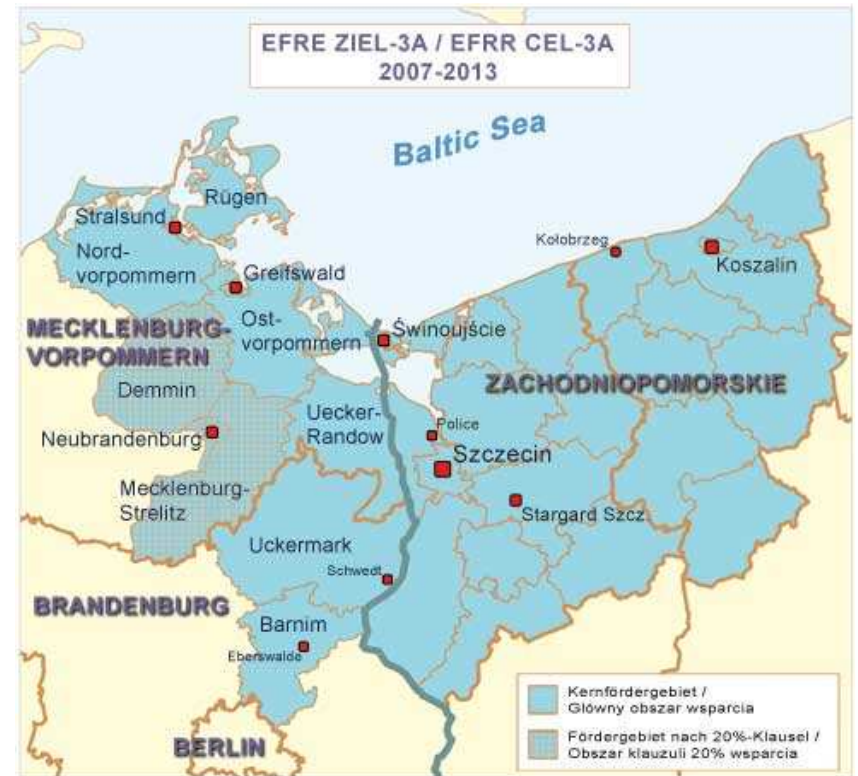 EFRE ZIEL-3A / EFRR CEL-3A
2007-2013
Baltic Sea
Rügen
Stralsund
Nord-
vorpommern
Greifswald
Kołobrzeg
Koszalin
MECKLENBURG-
VORPOMMERN
Ost-
vorpommern
Świnoujście
ZACHODNIOPOMORSKIE
Demmin
Uecker-
Randow
Police
Neubrandenburg
Szczecin
Mecklenburg-
Strelitz
Stargard Szcz.
Uckermark
Schwedt
BRANDENBURG
Barnim
Eberswalde
BERLIN
Kernfördergebiet /
Główny obszar wsparcia
Fördergebiet nach 20%-Klausel /
Obszar klauzuli 20% wsparcia